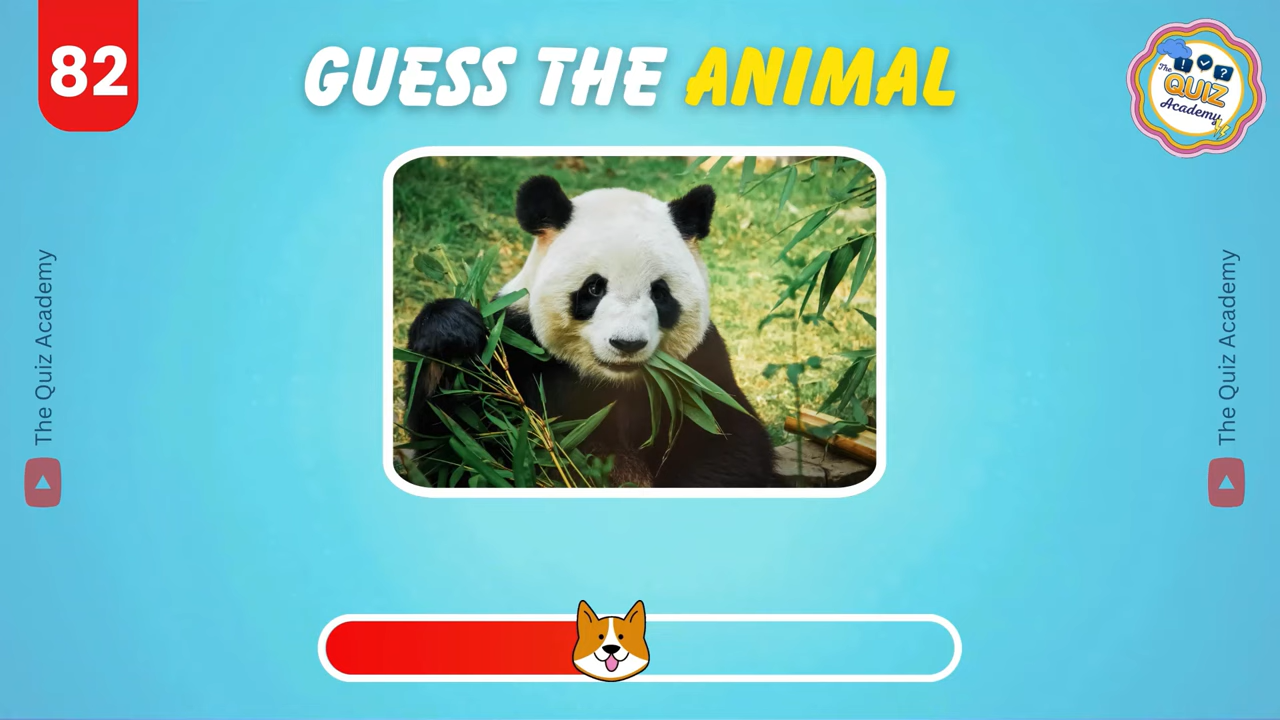 82
GUESS THE ANIMAL
The
! ?
QUIZ
Academy
The Quiz Academy
The Quiz Academy